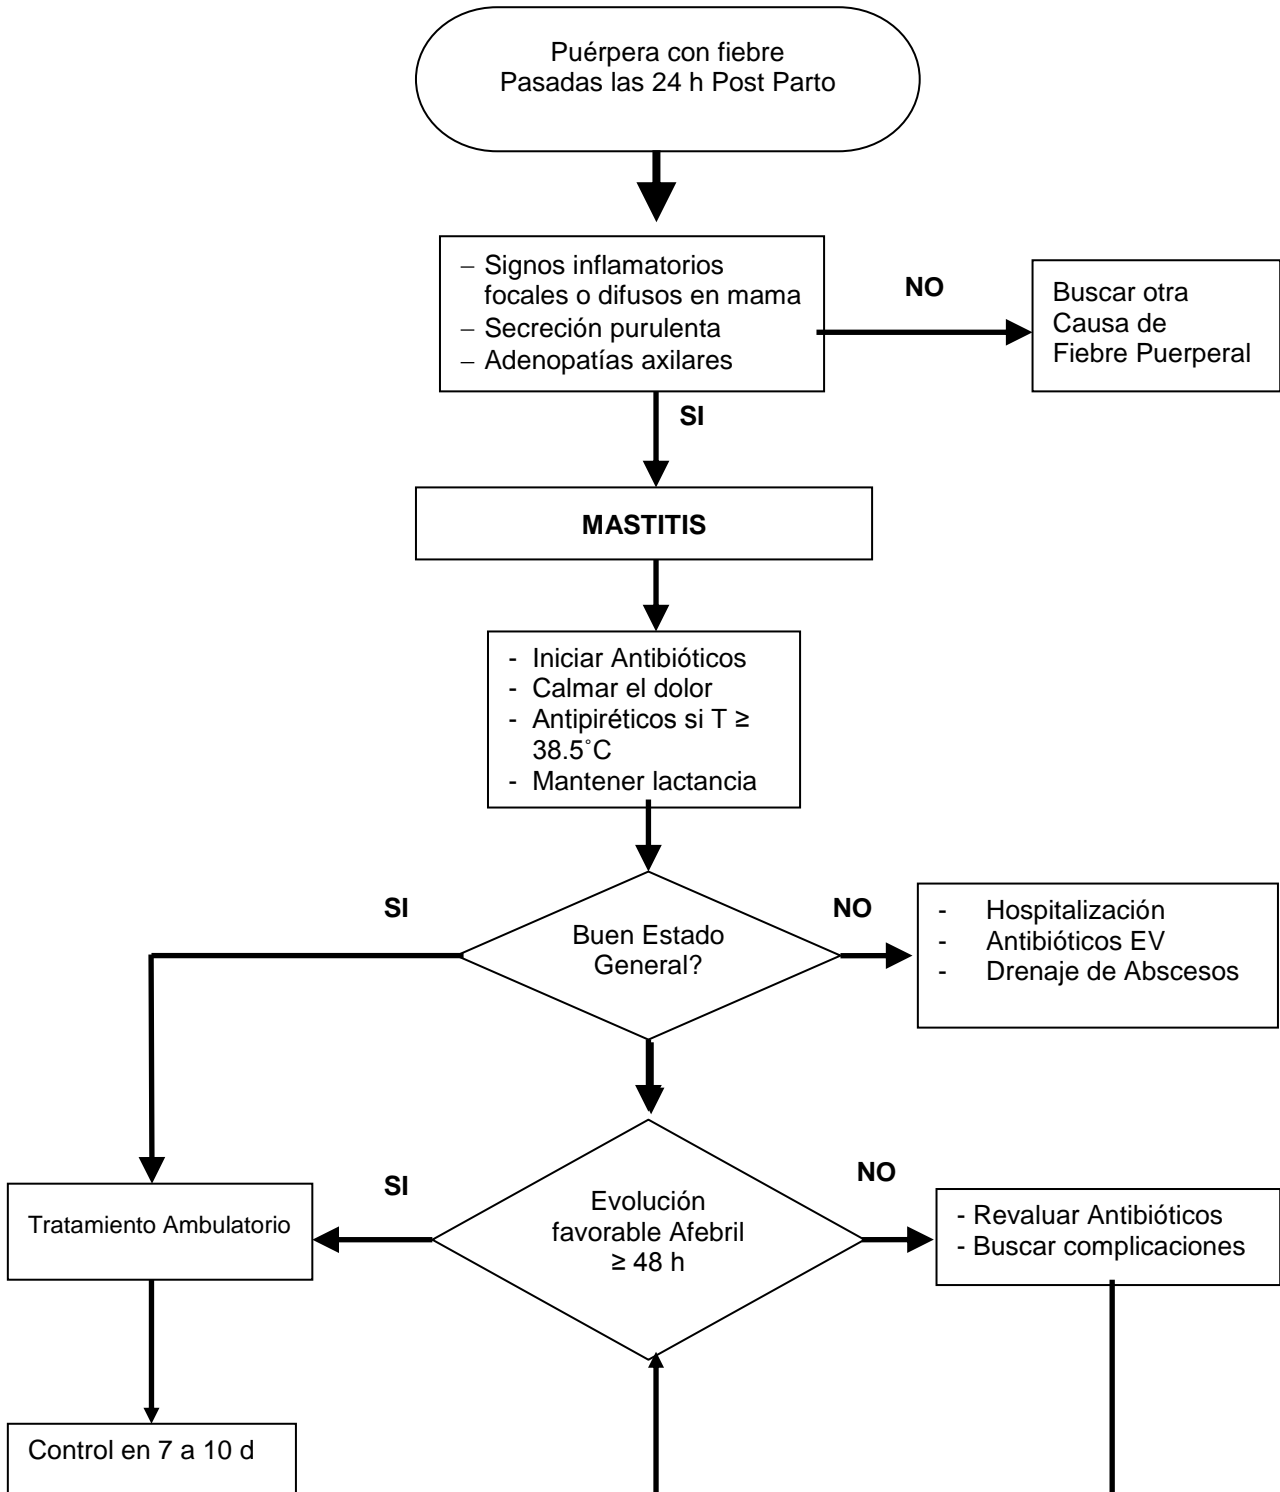 Puérpera con fiebre
Pasadas las 24 h Post Parto
– Signos inflamatorios
focales o difusos en mama
– Secreción purulenta
– Adenopatías axilares
NO
Buscar otra
Causa de
Fiebre Puerperal
SI
MASTITIS
- Iniciar Antibióticos
- Calmar el dolor
- Antipiréticos si T ≥
38.5˚C
- Mantener lactancia
SI
Buen Estado
General?
NO
- Hospitalización
- Antibióticos EV
- Drenaje de Abscesos
Tratamiento Ambulatorio
SI
Evolución
favorable Afebril
≥ 48 h
NO
- Revaluar Antibióticos
- Buscar complicaciones
Control en 7 a 10 d